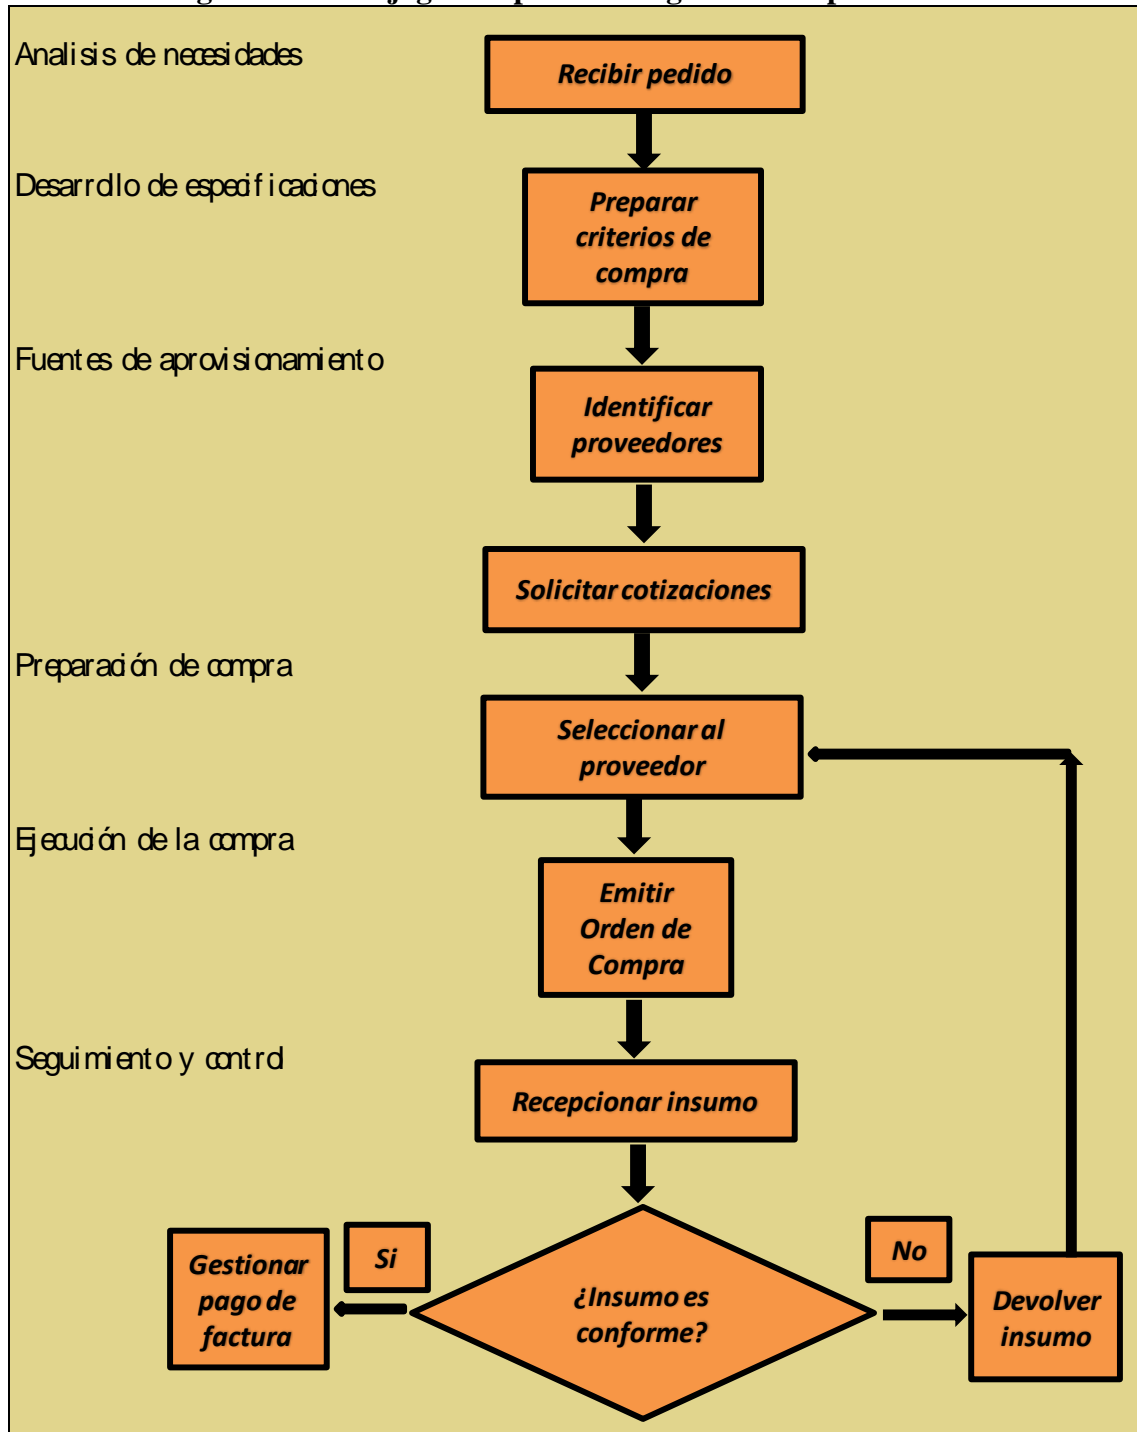 Analisis de necesidades
Recibir pedido
Desarrollo de especificaciones
Preparar
criterios de
compra
Fuentes de aprovisionamiento
Identificar
proveedores
Solicitar cotizaciones
Preparación de compra
Seleccionar al
proveedor
Ejecución de la compra
Emitir
Orden de
Compra
Seguimiento y control
Recepcionar insumo
Gestionar
pago de
factura
Si
¿Insumo es
conforme?
No
Devolver
insumo